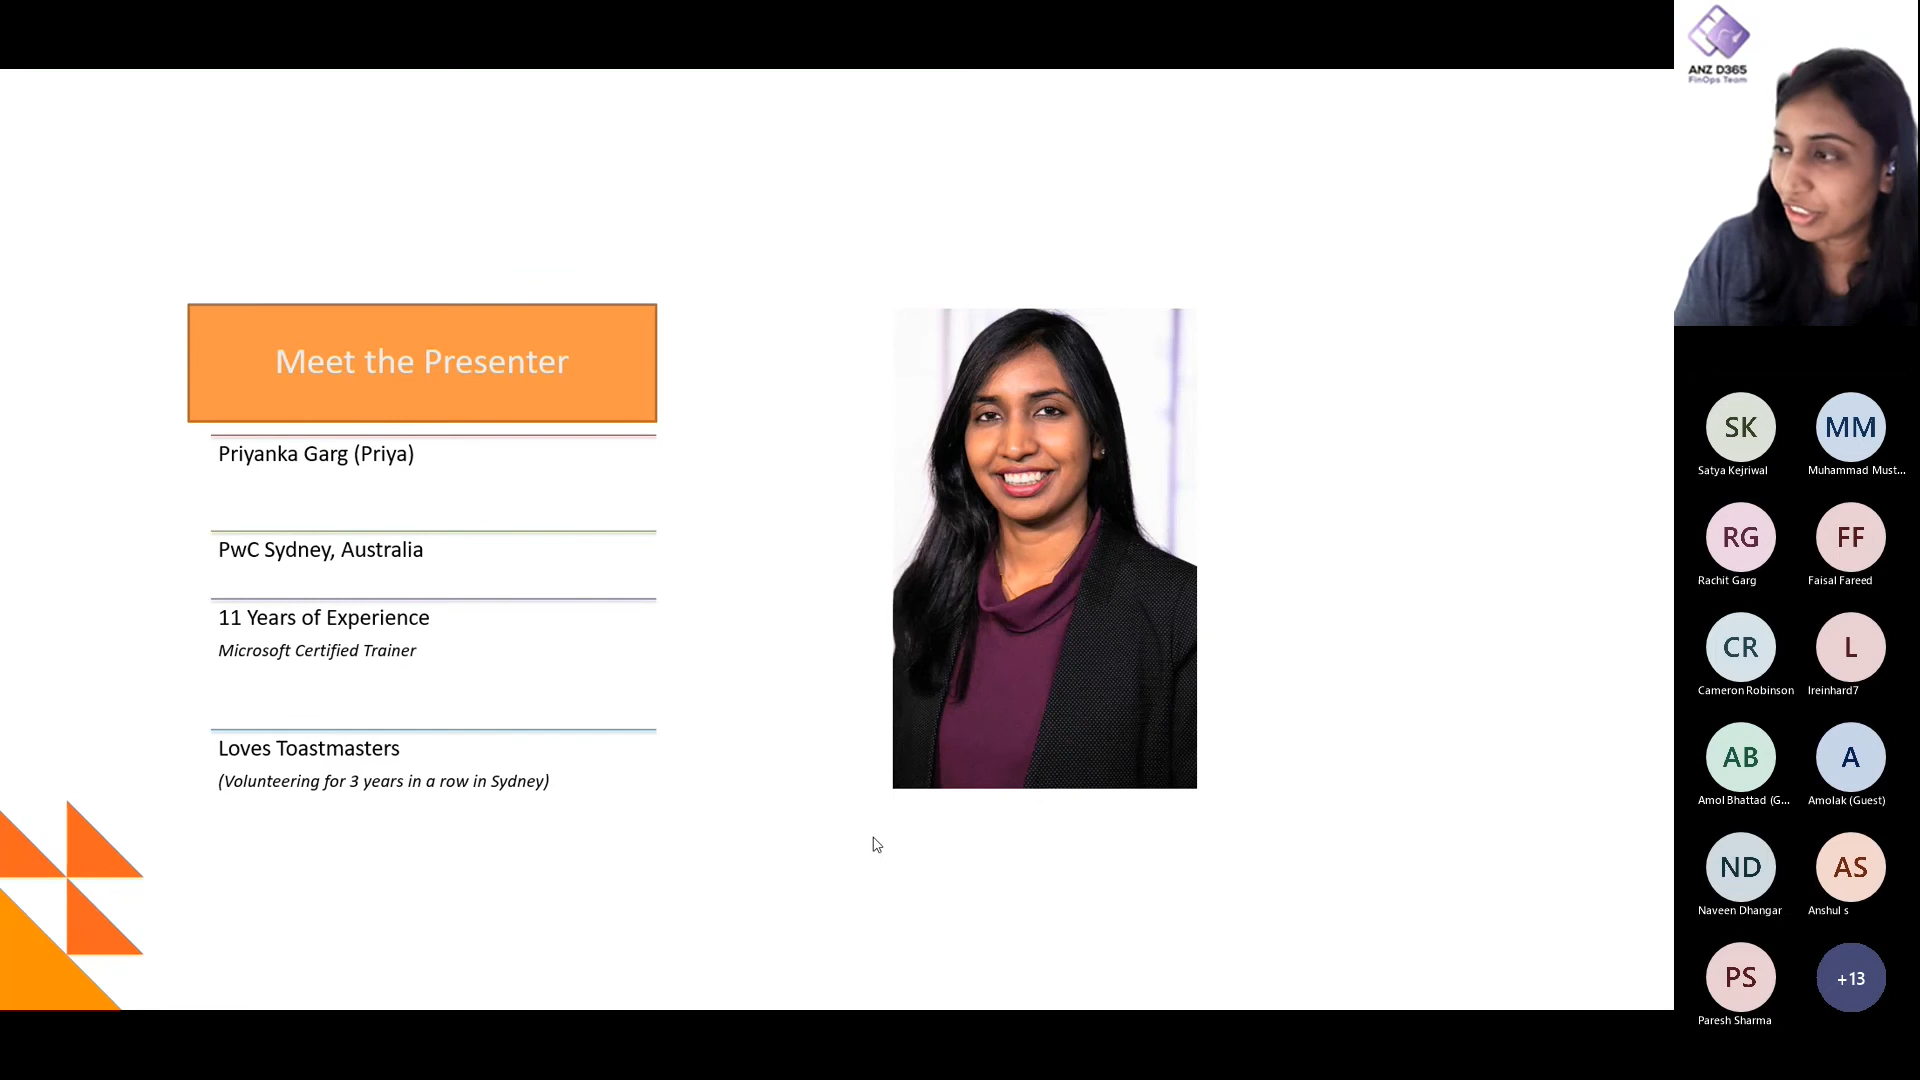 ANZ D365
FinOps Team
Meet the Presenter
Priyanka Garg (Priya)
PwC Sydney, Australia
11 Years of Experience
Microsoft Certified Trainer
Loves Toastmasters
(Volunteering for 3 years in a row in Sydney)
SK
MM
Satya Kejriwal
Muhammad Must...
RG
FF
Rachit Garg
Faisal Fareed
CR
L
Cameron Robinson
lreinhard7
AB
A
Amol Bhattad (G...
Amolak (Guest)
ND
AS
Naveen Dhangar
Anshul s
PS
+13
Paresh Sharma